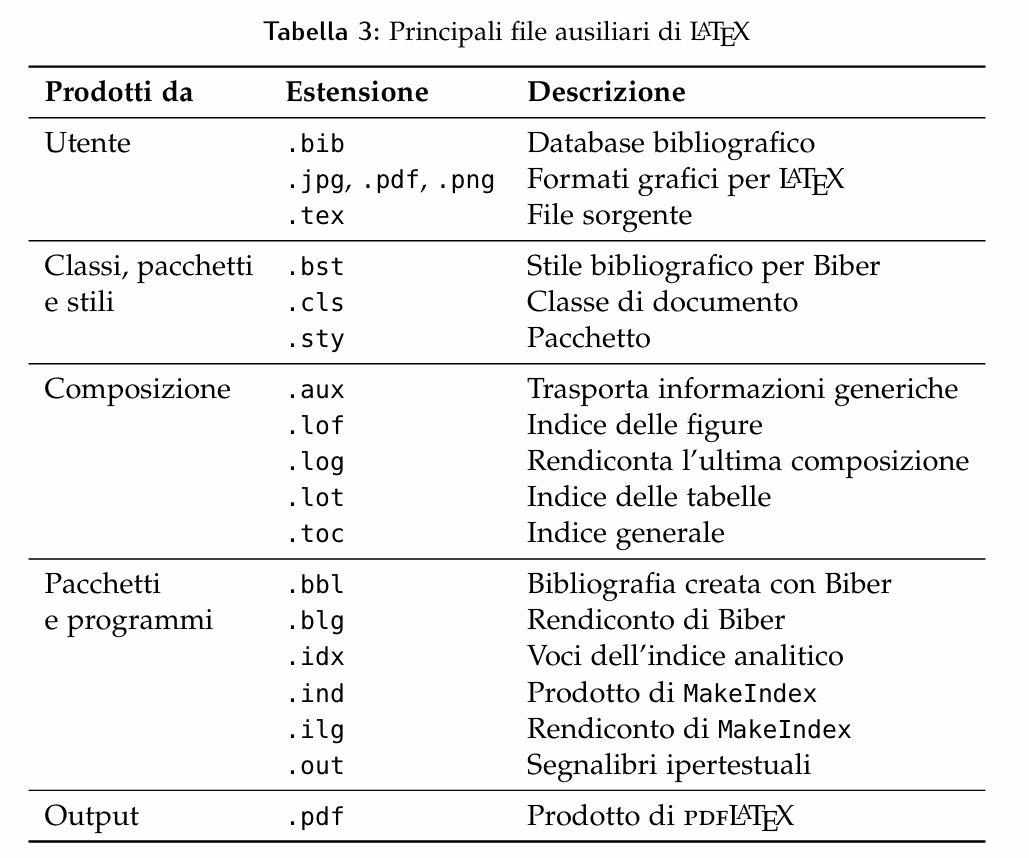 Tabella 3: Principali file ausiliari di LATEX
Prodotti da Estensione Descrizione
Utente .bib Database bibliografico
.jpg, .pdf, .png Formati grafici per LATEX
.tex File sorgente
Classi, pacchetti .bst Stile bibliografico per Biber
e stili .cls Classe di documento
.sty Pacchetto
Composizione .aux Trasporta informazioni generiche
.lof Indice delle figure
.log Rendiconta l'ultima composizione
.lot Indice delle tabelle
.toc Indice generale
Pacchetti .bbl Bibliografia creata con Biber
e programmi .blg Rendiconto di Biber
.idx Voci dell'indice analitico
.ind Prodotto di MakeIndex
.ilg Rendiconto di MakeIndex
.out Segnalibri ipertestuali
Output .pdf Prodotto di PDFLATEX